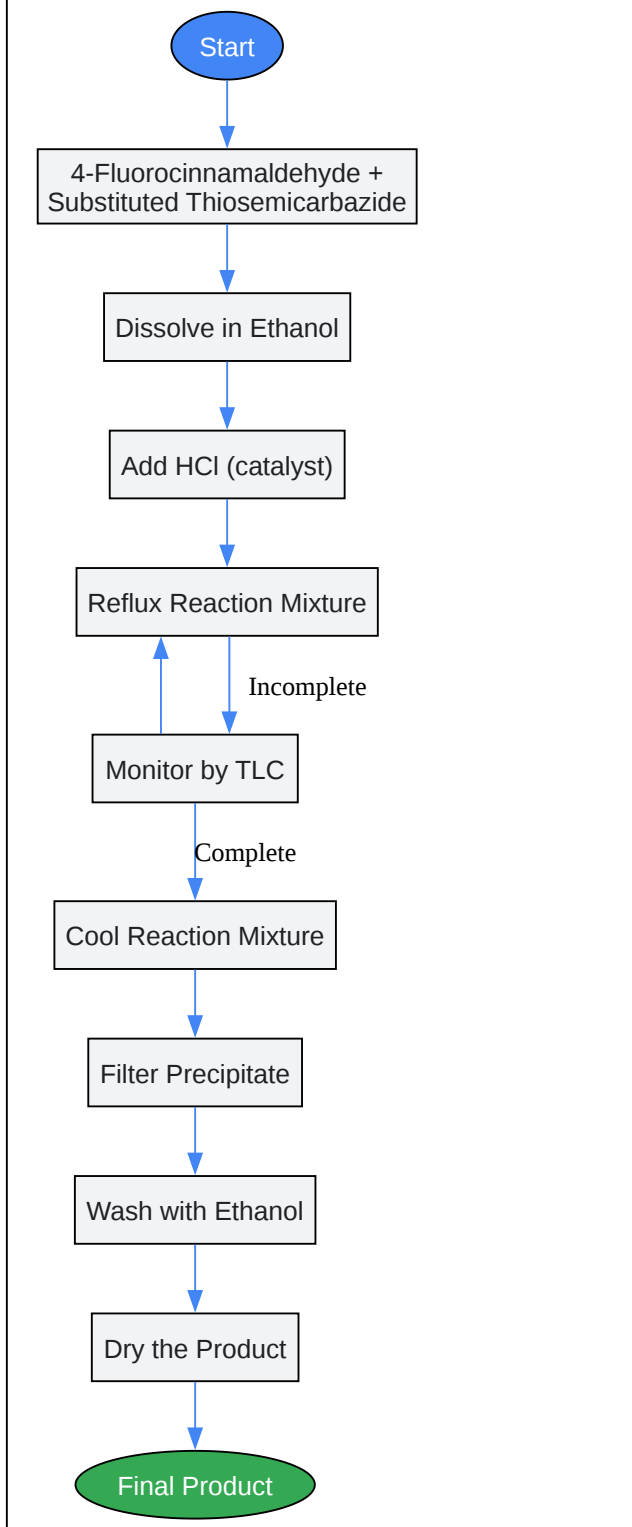 Start
4-Fluorocinnamaldehyde +
Substituted Thiosemicarbazide
Dissolve in Ethanol
Add HCl (catalyst)
Reflux Reaction Mixture
Incomplete
Monitor by TLC
Complete
Cool Reaction Mixture
Filter Precipitate
Wash with Ethanol
Dry the Product
Final Product